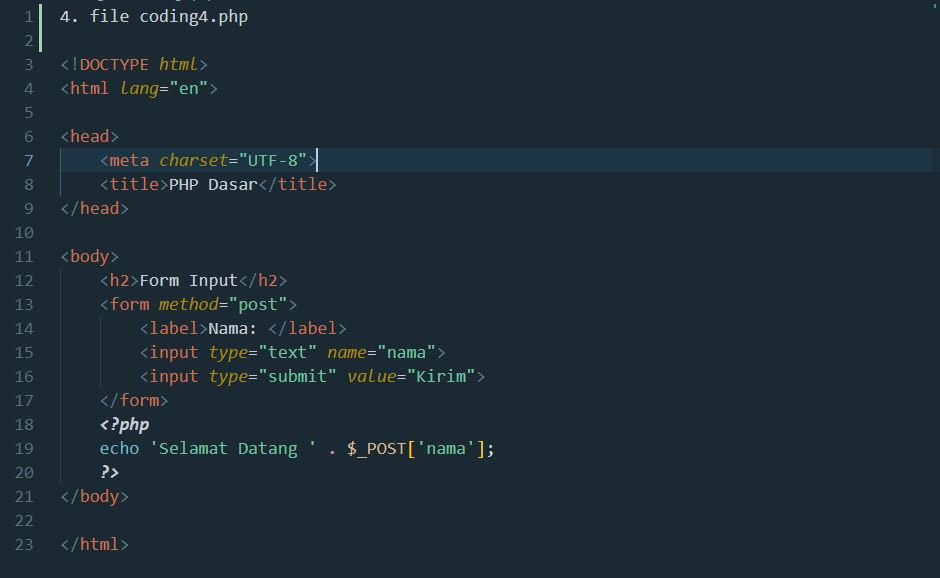 1 4. file coding4.php
2
3 <!DOCTYPE html>
4 <html lang="en">
5
6 <head>
7     <meta charset="UTF-8">
8     <title>PHP Dasar</title>
9 </head>
10
11 <body>
12     <h2>Form Input</h2>
13     <form method="post">
14         <label>Nama: </label>
15         <input type="text" name="nama">
16         <input type="submit" value="Kirim">
17     </form>
18     <?php
19     echo 'Selamat Datang ' . $_POST['nama'];
20     ?>
21 </body>
22
23 </html>